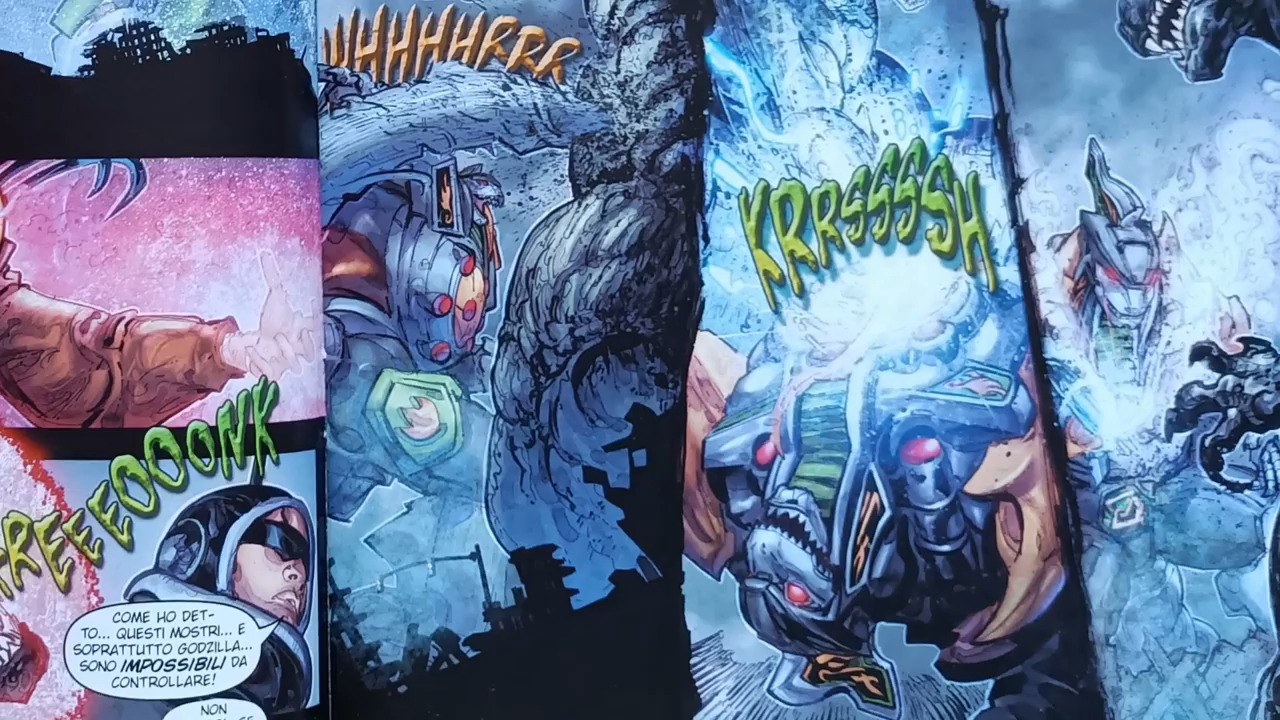 WHHHHRRR
KRRSSSSH
REEEOOONK
COME HO DET-
TO... QUESTI MOSTRI... E
SOPRATTUTTO GODZILLA...
SONO IMPOSSIBILI DA
CONTROLLARE!
NON